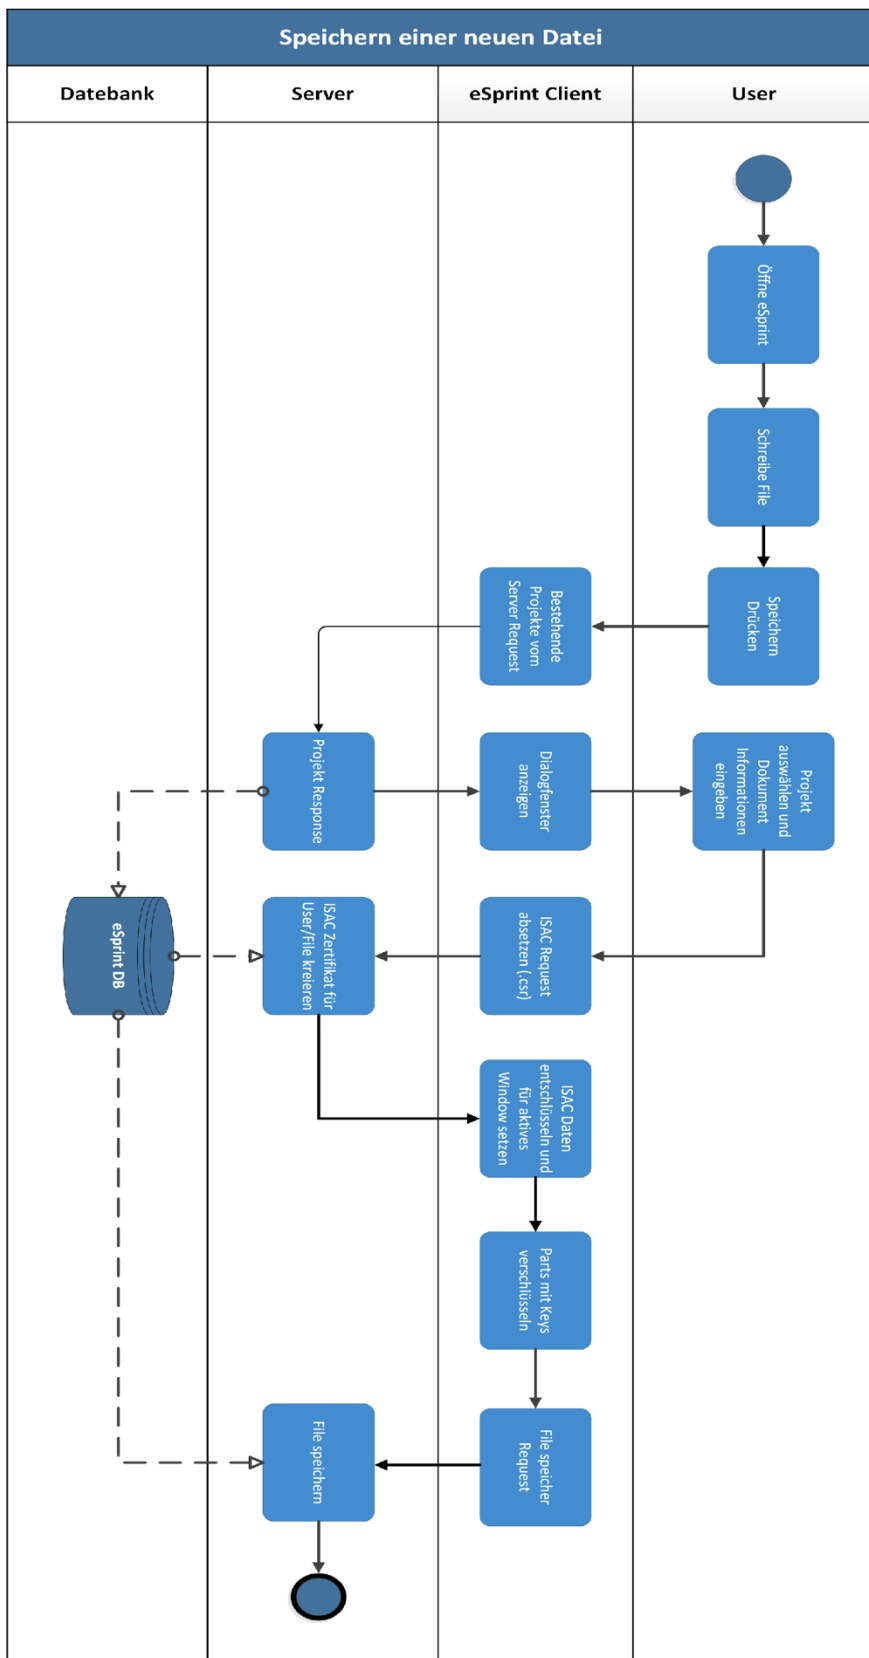 Speichern einer neuen Datei
Datebank
Server
eSprint Client
User
Öffne eSprint
Schreibe File
Speichern
Drücken
Bestehende
Projekte vom
Server Request
Projekt Response
Dialogfenster
anzeigen
Projekt
auswählen und
Dokument
Informationen
eingeben
eSprint DB
ISAC Zertifikat für
User/File kreieren
ISAC Request
absetzen (.csr)
ISAC Daten
entschlüsseln und
für aktives
Window setzen
Parts mit Keys
verschlüsseln
File speicher
Request
File speichern